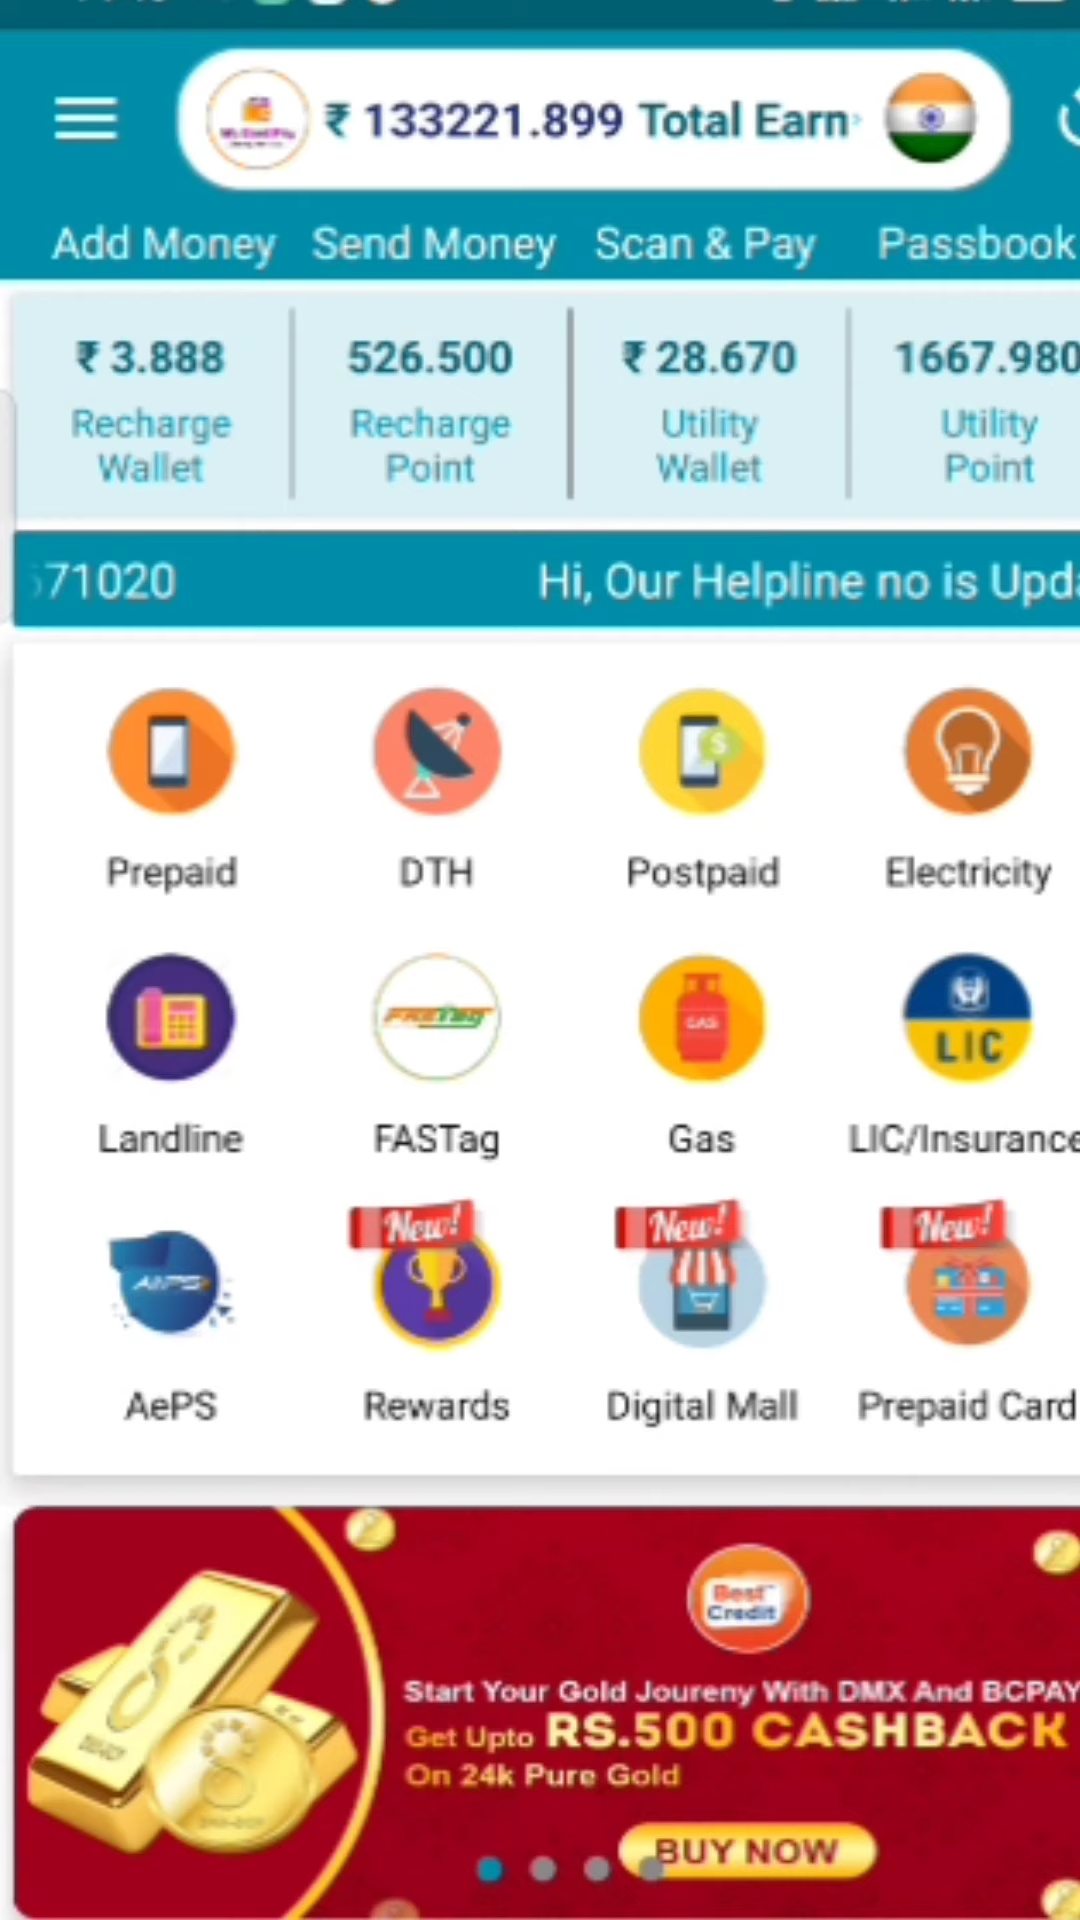 ₹ 133221.899 Total Earn
Add Money Send Money Scan & Pay Passbook
₹ 3.888 526.500 ₹ 28.670 1667.980
Recharge Wallet Recharge Point Utility Wallet Utility Point
71020 Hi, Our Helpline no is
Prepaid DTH Postpaid Electricity
GAS
LIC
Landline FASTag Gas LIC/Insurance
New! New! New!
AePS
AePS Rewards Digital Mall Prepaid Card
Best
Credit
Start Your Gold Joureny With DMX And BCPAY
Get Upto RS.500 CASHBACK
On 24k Pure Gold
BUY NOW